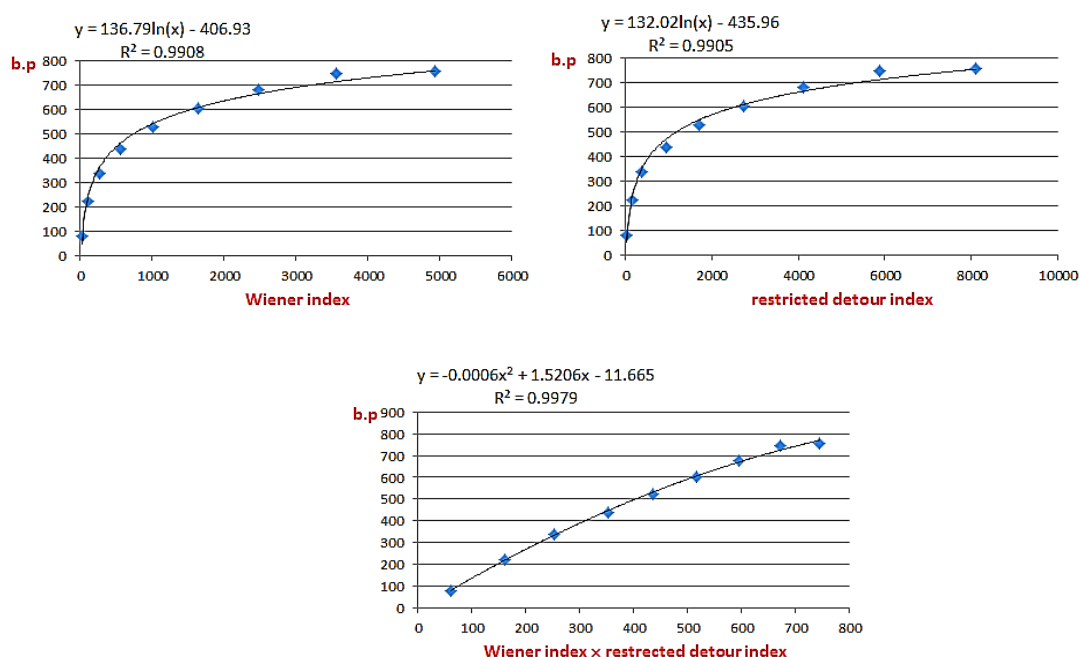 y = 136.79ln(x) - 406.93
R² = 0.9908
b.p
800
700
600
500
400
300
200
100
0
0 1000 2000 3000 4000 5000 6000
Wiener index
y = 132.02ln(x) - 435.96
R² = 0.9905
b.p
800
700
600
500
400
300
200
100
0
0 2000 4000 6000 8000 10000
restricted detour index
y = -0.0006x² + 1.5206x - 11.665
R² = 0.9979
b.p
900
800
700
600
500
400
300
200
100
0
0 100 200 300 400 500 600 700 800
Wiener index × restrected detour index